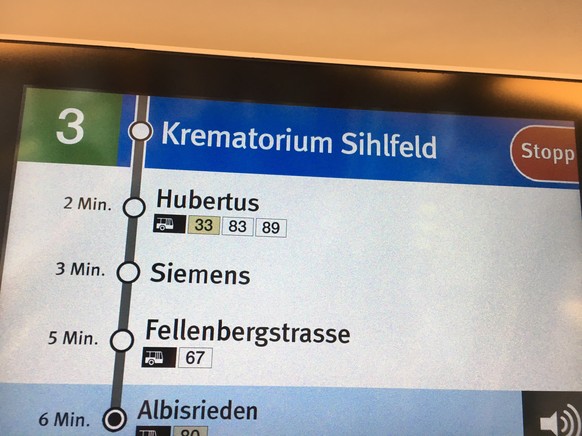 3 Krematorium Sihlfeld Stopp
2 Min. Hubertus
33 83 89
3 Min. Siemens
5 Min. Fellenbergstrasse
67
6 Min. Albisrieden
80